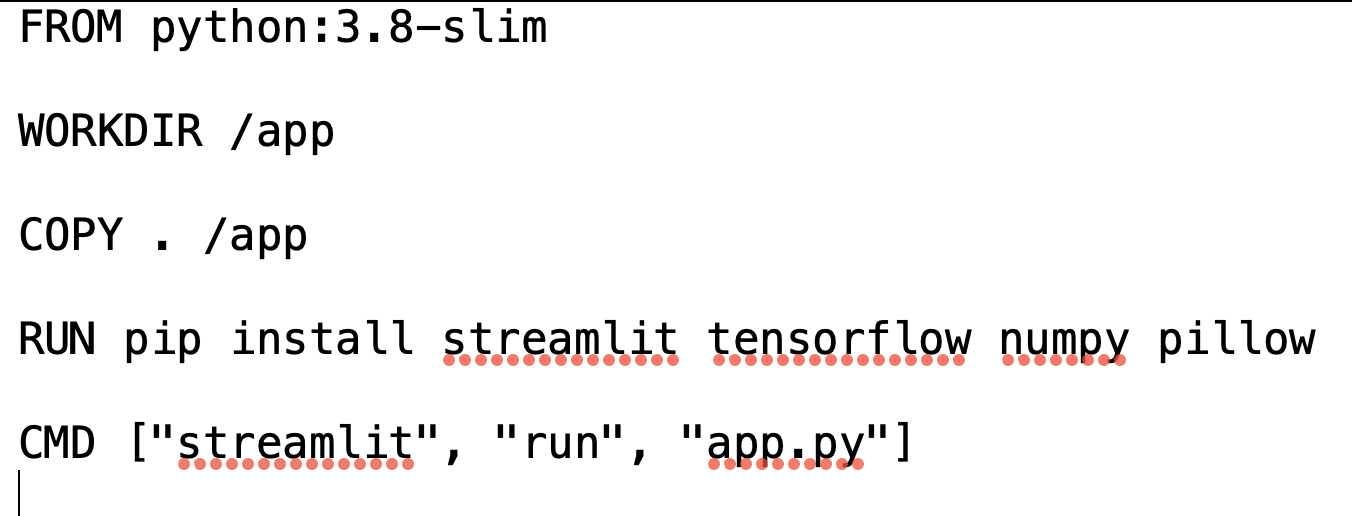 FROM python:3.8-slim
WORKDIR /app
COPY . /app
RUN pip install streamlit tensorflow numpy pillow
CMD ["streamlit", "run", "app.py"]